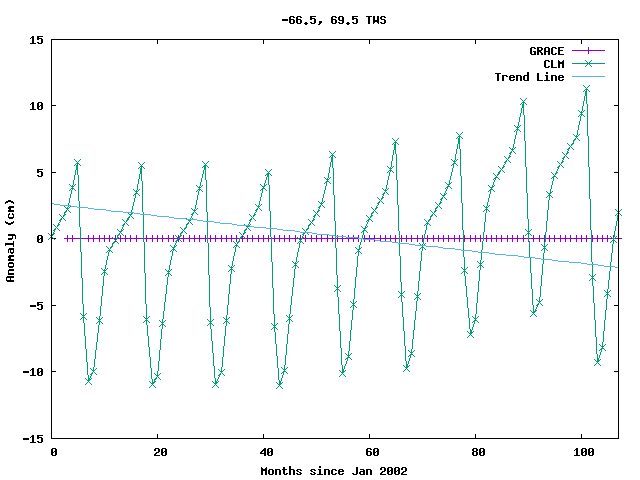 -66.5, 69.5 TWS
GRACE
CLM
Trend Line
15
10
5
0
-5
-10
-15
Anomaly (cm)
0 20 40 60 80 100
Months since Jan 2002